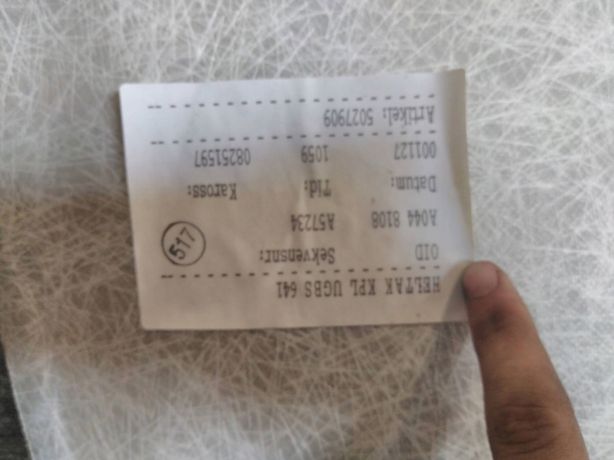 HELTAK KPL UGBS 641
OID Sekvensnr:
A044 8108 A57234 517
Datum: Tid: Kaross:
001127 1059 08251597
Artikel: 5027909